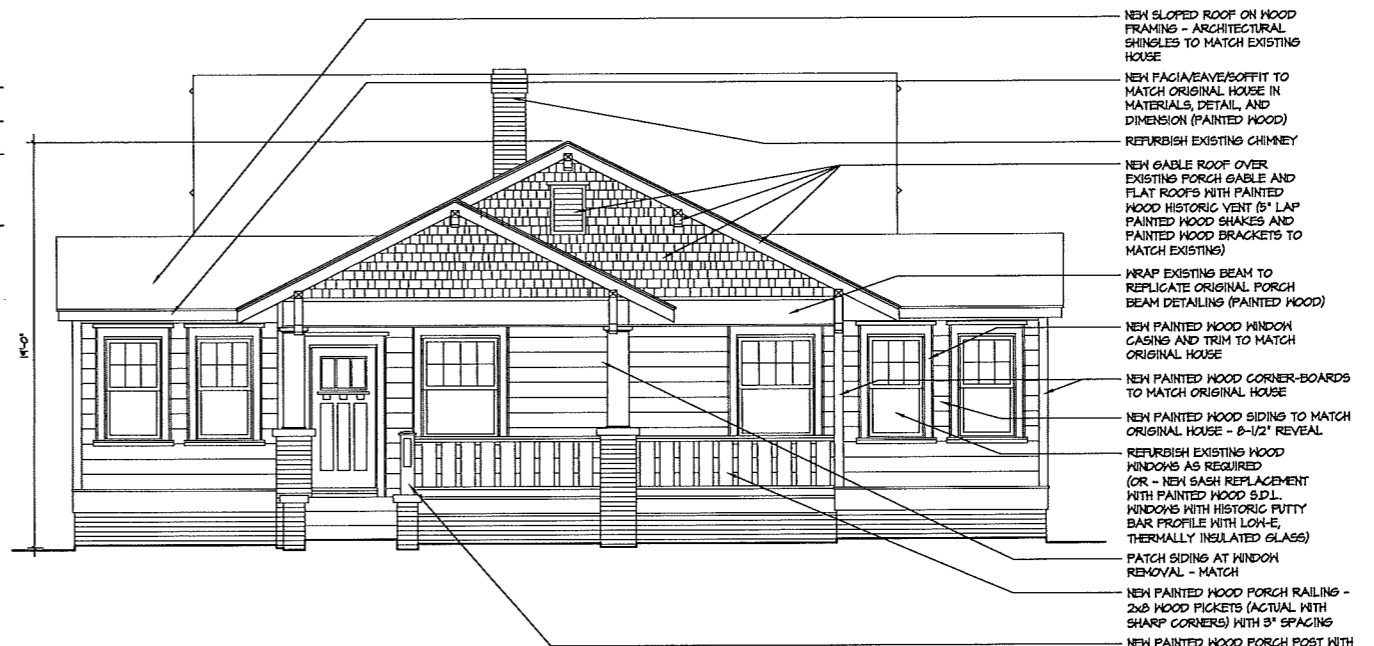 NEW SLOPED ROOF ON WOOD
FRAMING - ARCHITECTURAL
SHINGLES TO MATCH EXISTING
HOUSE
NEW FACIA/EAVE/SOFFIT TO
MATCH ORIGINAL HOUSE IN
MATERIALS, DETAIL, AND
DIMENSION (PAINTED WOOD)
REFURBISH EXISTING CHIMNEY
NEW GABLE ROOF OVER
EXISTING PORCH GABLE AND
FLAT ROOFS WITH PAINTED
WOOD HISTORIC VENT (5" LAP
PAINTED WOOD SHAKES AND
PAINTED WOOD BRACKETS TO
MATCH EXISTING)
WRAP EXISTING BEAM TO
REPLICATE ORIGINAL PORCH
BEAM DETAILING (PAINTED WOOD)
NEW PAINTED WOOD WINDOW
CASING AND TRIM TO MATCH
ORIGINAL HOUSE
NEW PAINTED WOOD CORNER-BOARDS
TO MATCH ORIGINAL HOUSE
NEW PAINTED WOOD SIDING TO MATCH
ORIGINAL HOUSE - 8-1/2" REVEAL
REFURBISH EXISTING WOOD
WINDOWS AS REQUIRED
(OR - NEW SASH REPLACEMENT
WITH PAINTED WOOD S.D.L.
WINDOWS WITH HISTORIC PUTTY
BAR PROFILE WITH LOW-E,
THERMALLY INSULATED GLASS)
PATCH SIDING AT WINDOW
REMOVAL - MATCH
NEW PAINTED WOOD PORCH RAILING -
2x8 WOOD PICKETS (ACTUAL WITH
SHARP CORNERS) WITH 3" SPACING
NEW PAINTED WOOD PORCH POST WITH
19'-0"